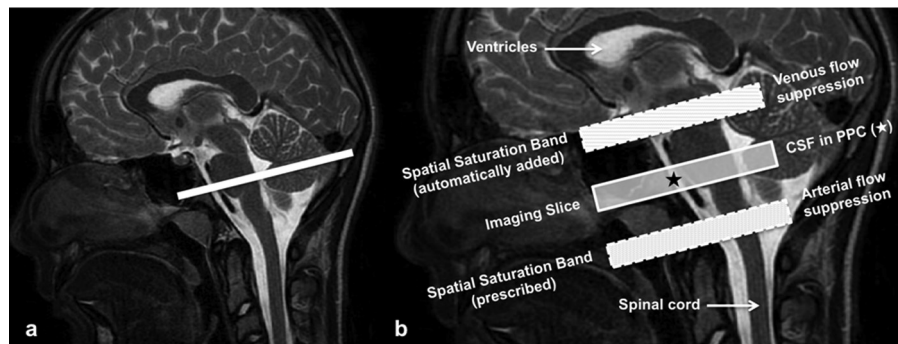 Ventricles
Venous flow
suppression
Spatial Saturation Band
(automatically added)
CSF in PPC (★)
Imaging Slice
Arterial flow
suppression
Spatial Saturation Band
(prescribed)
Spinal cord
a
b